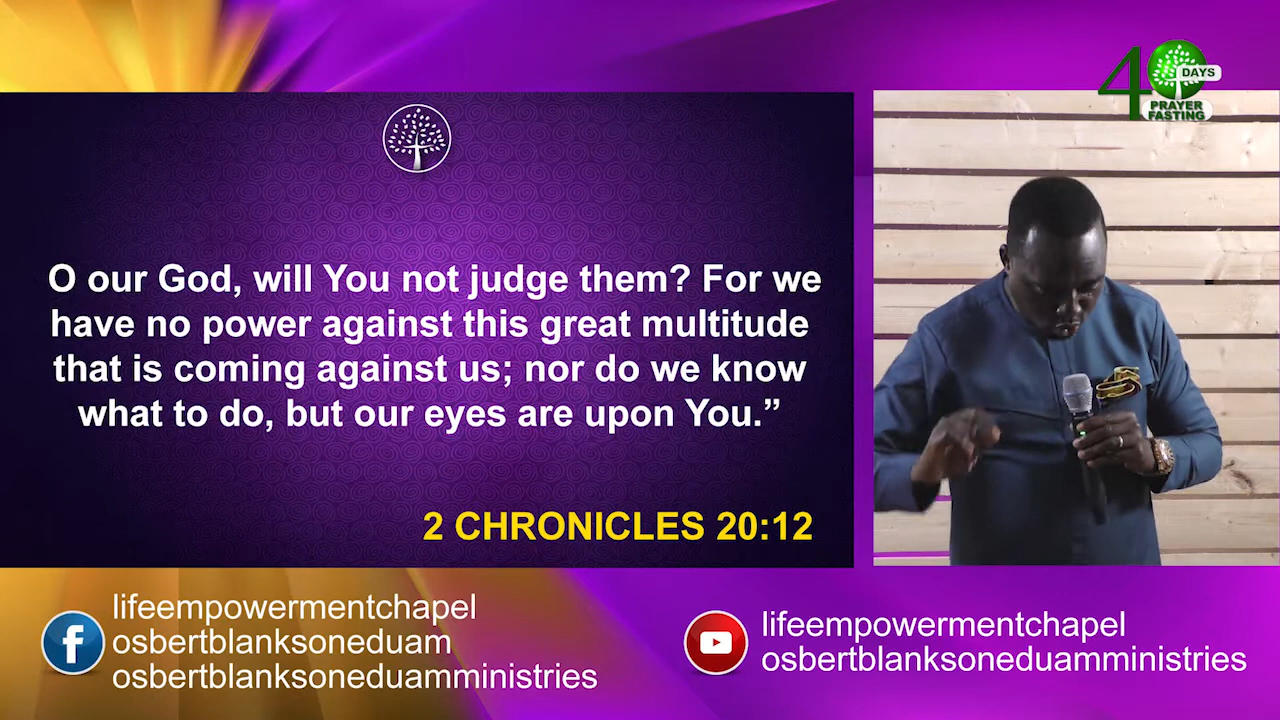 40 DAYS
PRAYER
FASTING
O our God, will You not judge them? For we
have no power against this great multitude
that is coming against us; nor do we know
what to do, but our eyes are upon You.”
2 CHRONICLES 20:12
f
lifeempowermentchapel
osbertblanksoneduam
osbertblanksoneduamministries
lifeempowermentchapel
osbertblanksoneduamministries